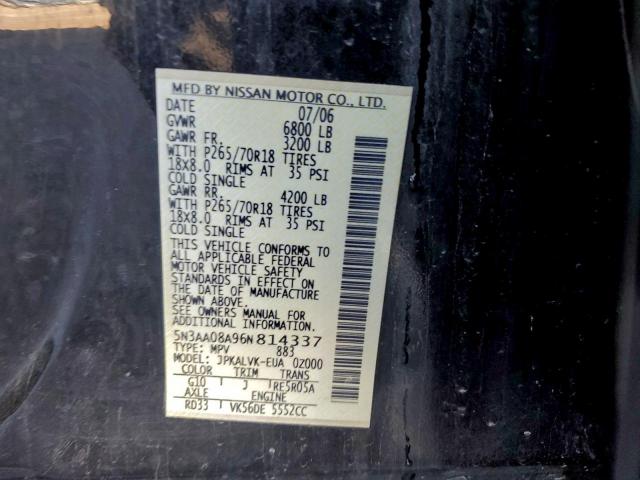 MFD BY NISSAN MOTOR CO., LTD.
DATE 07/06
GVWR 6800 LB
GAWR FR. 3200 LB
WITH P265/70R18 TIRES
18X8.0 RIMS AT 35 PSI
COLD SINGLE
GAWR RR. 4200 LB
WITH P265/70R18 TIRES
18X8.0 RIMS AT 35 PSI
COLD SINGLE
THIS VEHICLE CONFORMS TO
ALL APPLICABLE FEDERAL
MOTOR VEHICLE SAFETY
STANDARDS IN EFFECT ON
THE DATE OF MANUFACTURE
SHOWN ABOVE.
SEE OWNERS MANUAL FOR
ADDITIONAL INFORMATION.
5N3AA08A96N814337
TYPE: MPV 883
MODEL: JPKALVK-EUA 0Z000
COLOR TRIM TRANS
G10 J RE5R05A
AXLE ENGINE
RD33 VK56DE 5552CC